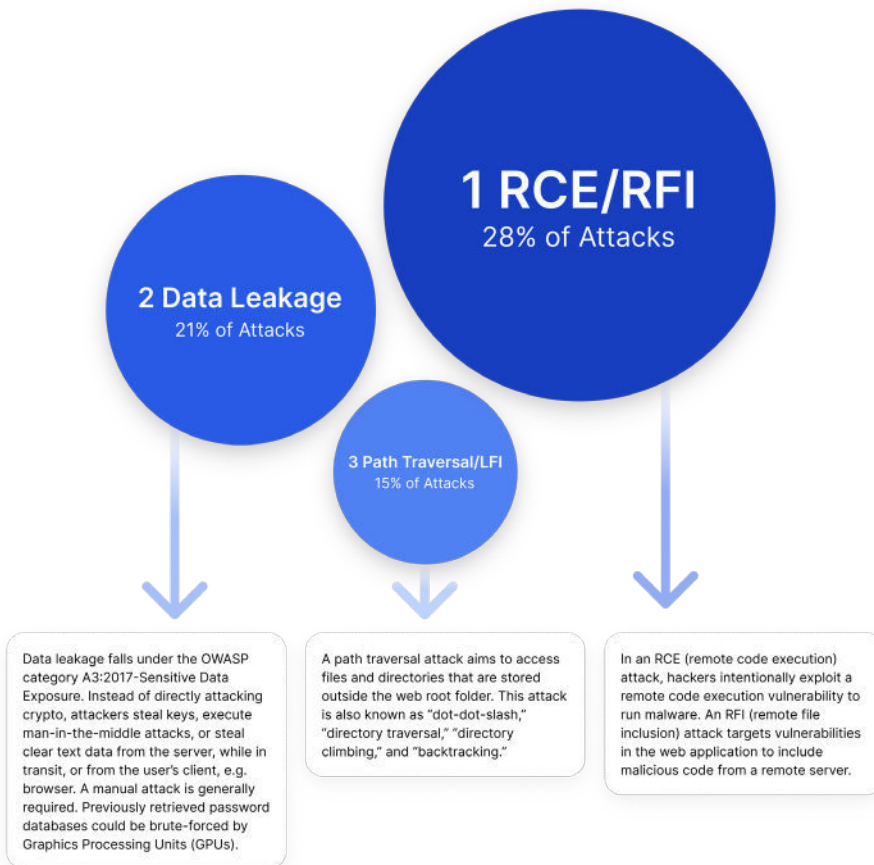 1 RCE/RFI
28% of Attacks
2 Data Leakage
21% of Attacks
3 Path Traversal/LFI
15% of Attacks
Data leakage falls under the OWASP
category A3:2017-Sensitive Data
Exposure. Instead of directly attacking
crypto, attackers steal keys, execute
man-in-the-middle attacks, or steal
clear text data from the server, while in
transit, or from the user’s client, e.g.
browser. A manual attack is generally
required. Previously retrieved password
databases could be brute-forced by
Graphics Processing Units (GPUs).
A path traversal attack aims to access
files and directories that are stored
outside the web root folder. This attack
is also known as “dot-dot-slash,”
“directory traversal,” “directory
climbing,” and “backtracking.”
In an RCE (remote code execution)
attack, hackers intentionally exploit a
remote code execution vulnerability to
run malware. An RFI (remote file
inclusion) attack targets vulnerabilities
in the web application to include
malicious code from a remote server.